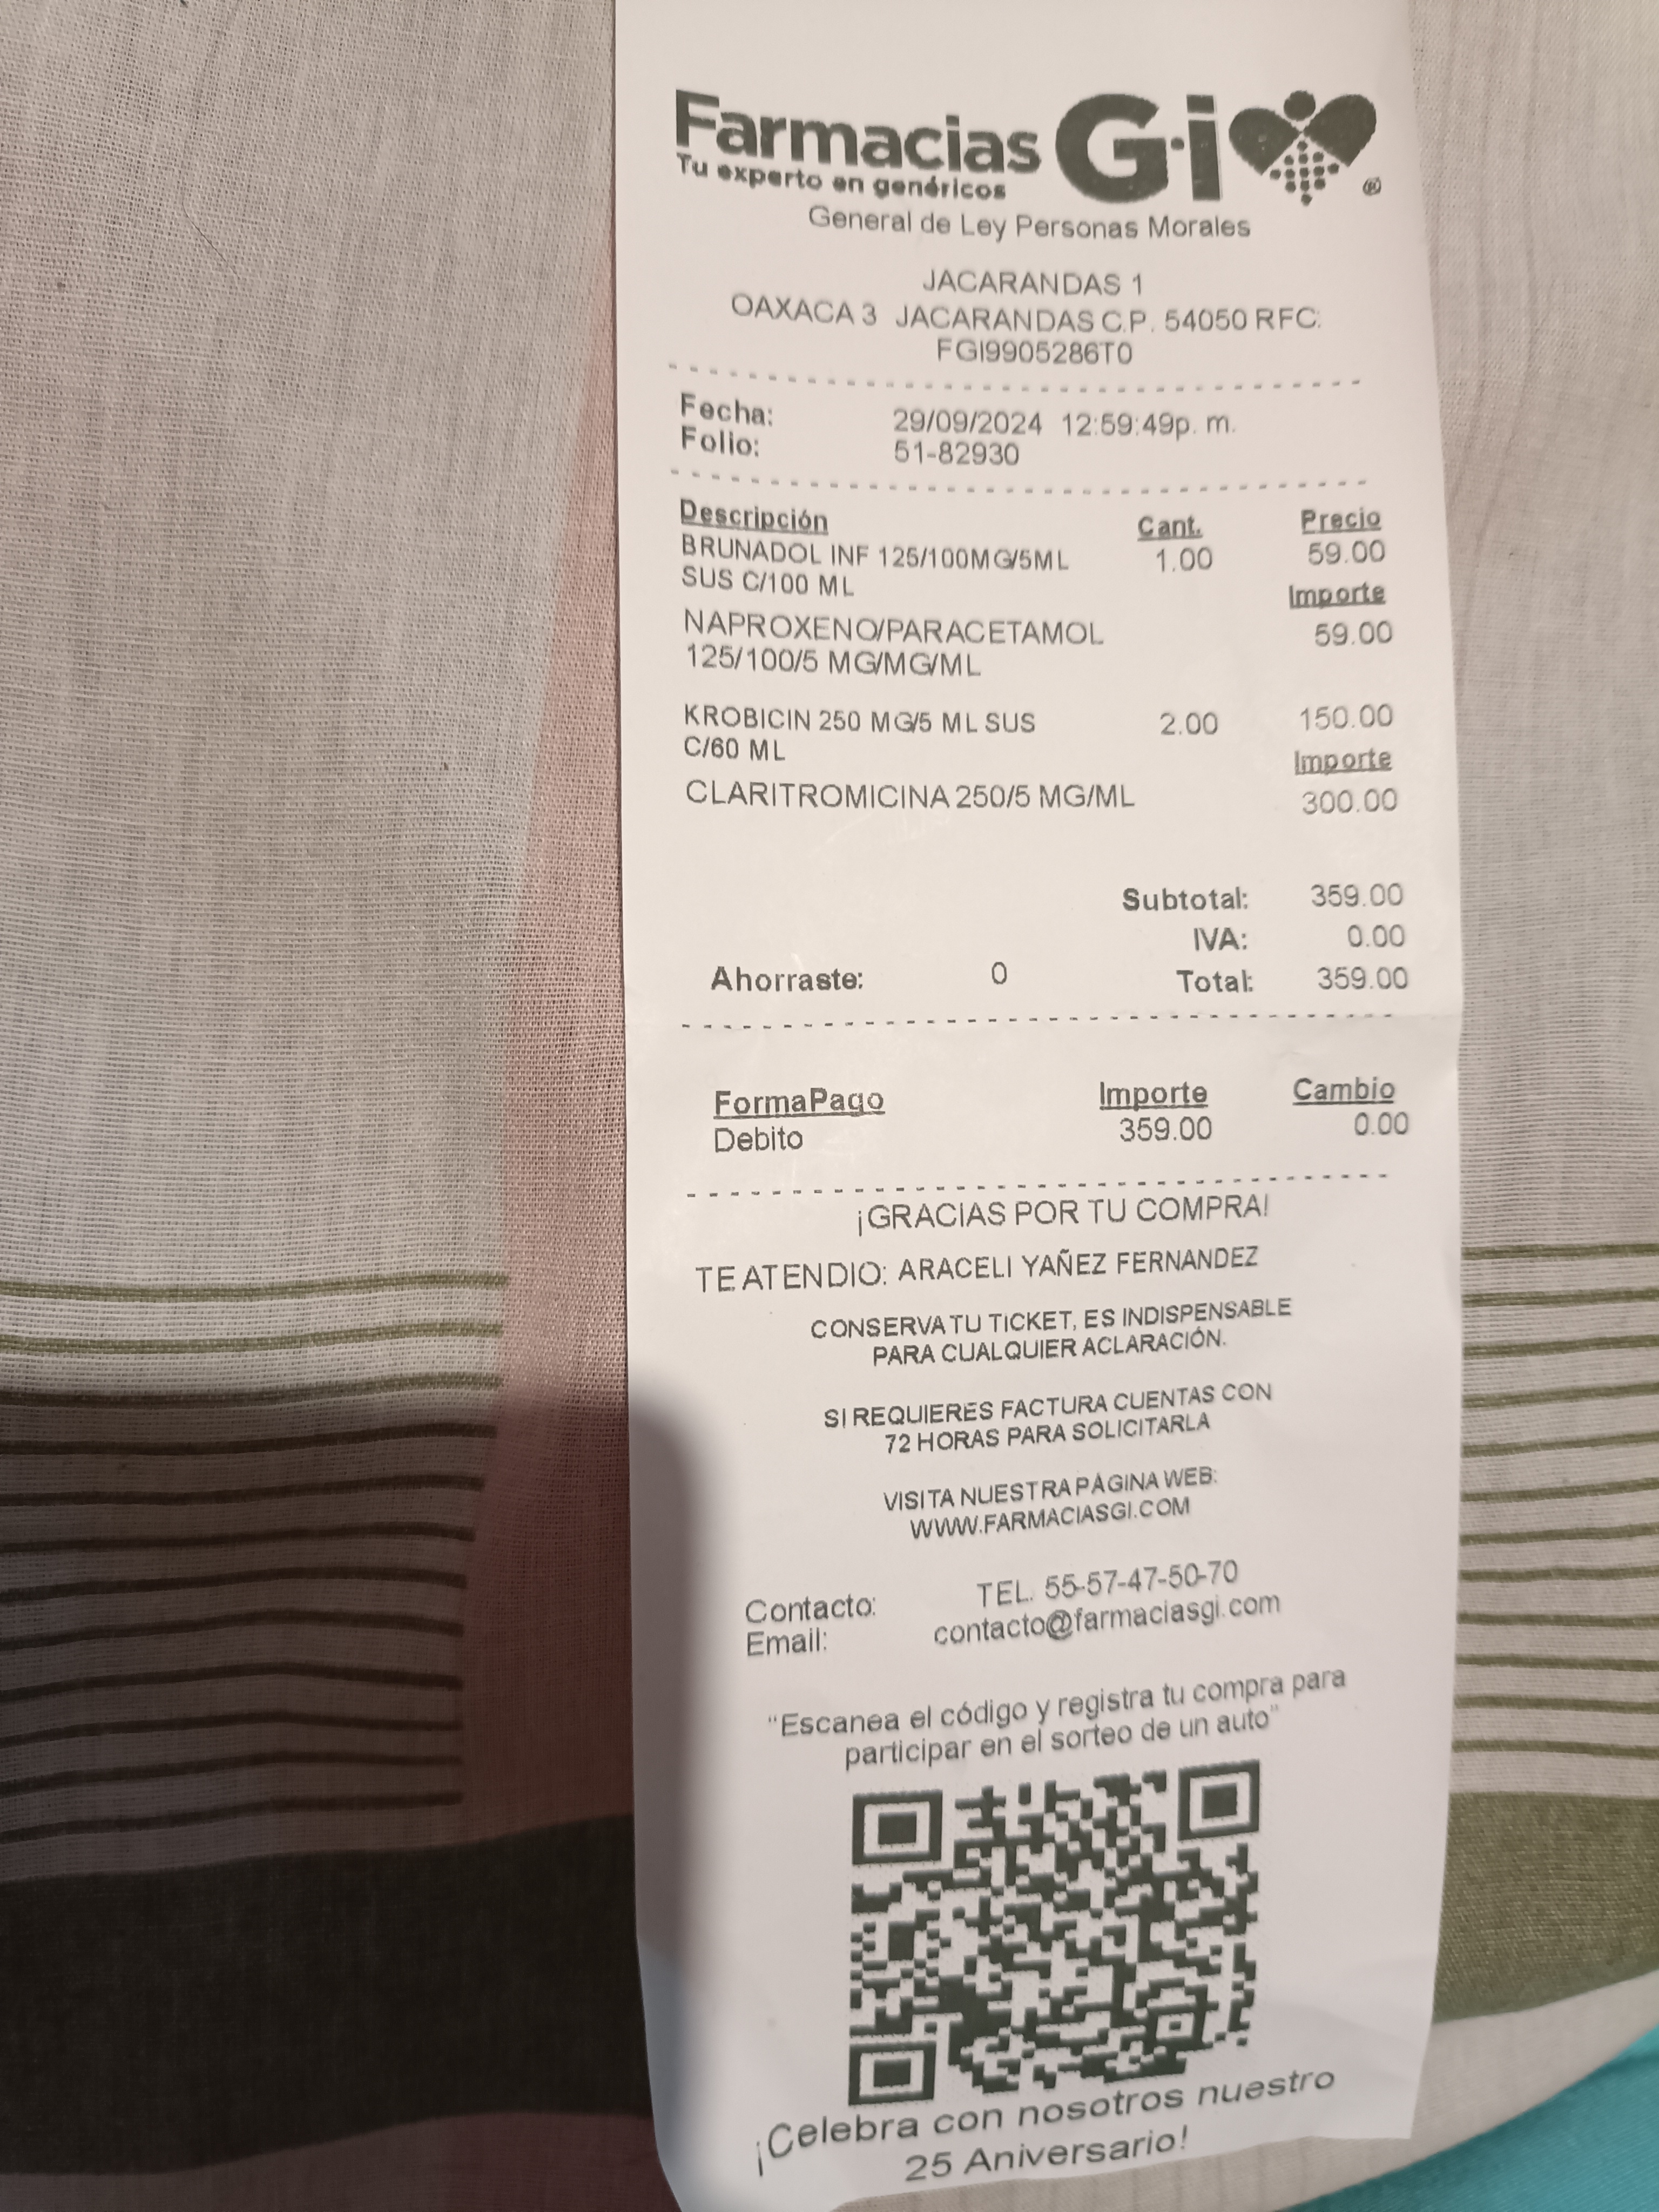 Farmacias G·i
Tu experto en genéricos
®
General de Ley Personas Morales
JACARANDAS 1
OAXACA 3 JACARANDAS C.P. 54050 RFC:
FGI9905286T0
Fecha: 29/09/2024 12:59:49p. m.
Folio: 51-82930
Descripción Cant. Precio
BRUNADOL INF 125/100MG/5ML 1.00 59.00
SUS C/100 ML Importe
NAPROXENO/PARACETAMOL 59.00
125/100/5 MG/MG/ML
KROBICIN 250 MG/5 ML SUS 2.00 150.00
C/60 ML Importe
CLARITROMICINA 250/5 MG/ML 300.00
Subtotal: 359.00
IVA: 0.00
Ahorraste: 0 Total: 359.00
FormaPago Importe Cambio
Debito 359.00 0.00
¡GRACIAS POR TU COMPRA!
TE ATENDIO: ARACELI YAÑEZ FERNANDEZ
CONSERVA TU TICKET, ES INDISPENSABLE
PARA CUALQUIER ACLARACIÓN.
SI REQUIERES FACTURA CUENTAS CON
72 HORAS PARA SOLICITARLA
VISITA NUESTRA PÁGINA WEB:
WWW.FARMACIASGI.COM
Contacto: TEL. 55-57-47-50-70
Email: contacto@farmaciasgi.com
“Escanea el código y registra tu compra para
participar en el sorteo de un auto”
¡Celebra con nosotros nuestro
25 Aniversario!